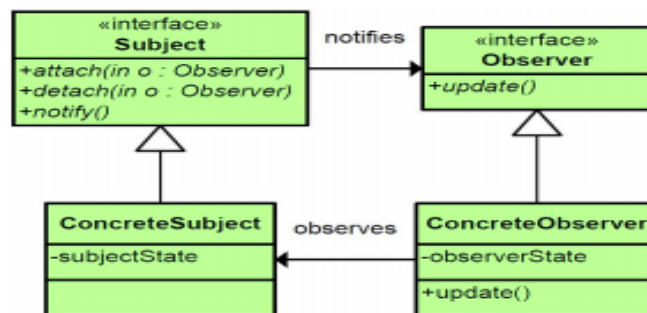 «interface»
Subject
+attach(in o : Observer)
+detach(in o : Observer)
+notify()
notifies
«interface»
Observer
+update()
ConcreteSubject
-subjectState
observes
ConcreteObserver
-observerState
+update()